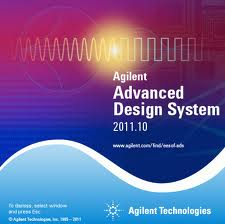 Agilent
Advanced
Design System
2011.10
www.agilent.com/find/eesof-ads
To dismiss, select window
and press Esc.
© Agilent Technologies, Inc. 1985 – 2011
Agilent Technologies